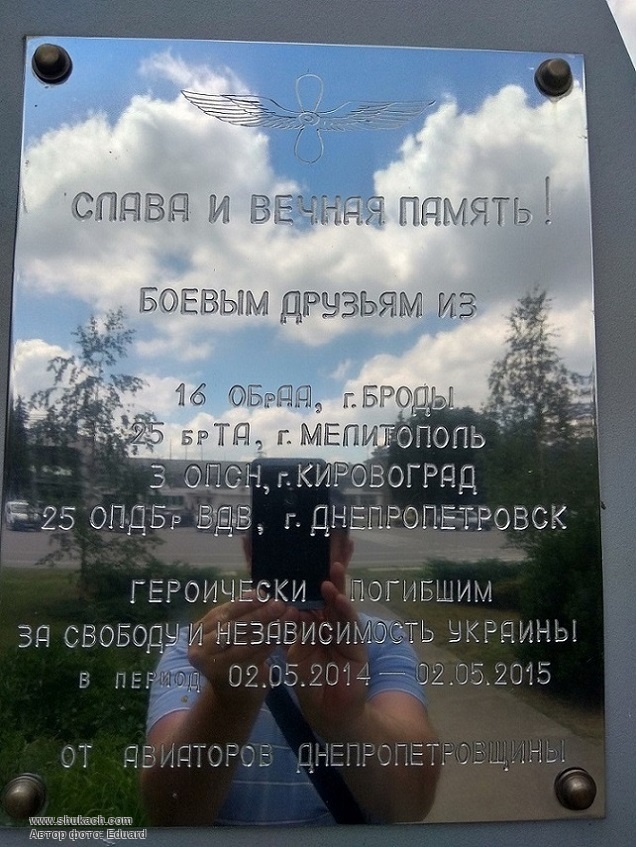 СЛАВА И ВЕЧНАЯ ПАМЯТЬ!
БОЕВЫМ ДРУЗЬЯМ ИЗ
16 ОБрАА, г. БРОДЫ
25 брТА, г. МЕЛИТОПОЛЬ
3 ОПСН, г. КИРОВОГРАД
25 ОПДБр ВДВ, г. ДНЕПРОПЕТРОВСК
ГЕРОИЧЕСКИ ПОГИБШИМ
ЗА СВОБОДУ И НЕЗАВИСИМОСТЬ УКРАИНЫ
В ПЕРИОД 02.05.2014 — 02.05.2015
ОТ АВИАТОРОВ ДНЕПРОПЕТРОВЩИНЫ
www.shukach.com
Автор фото: Eduard